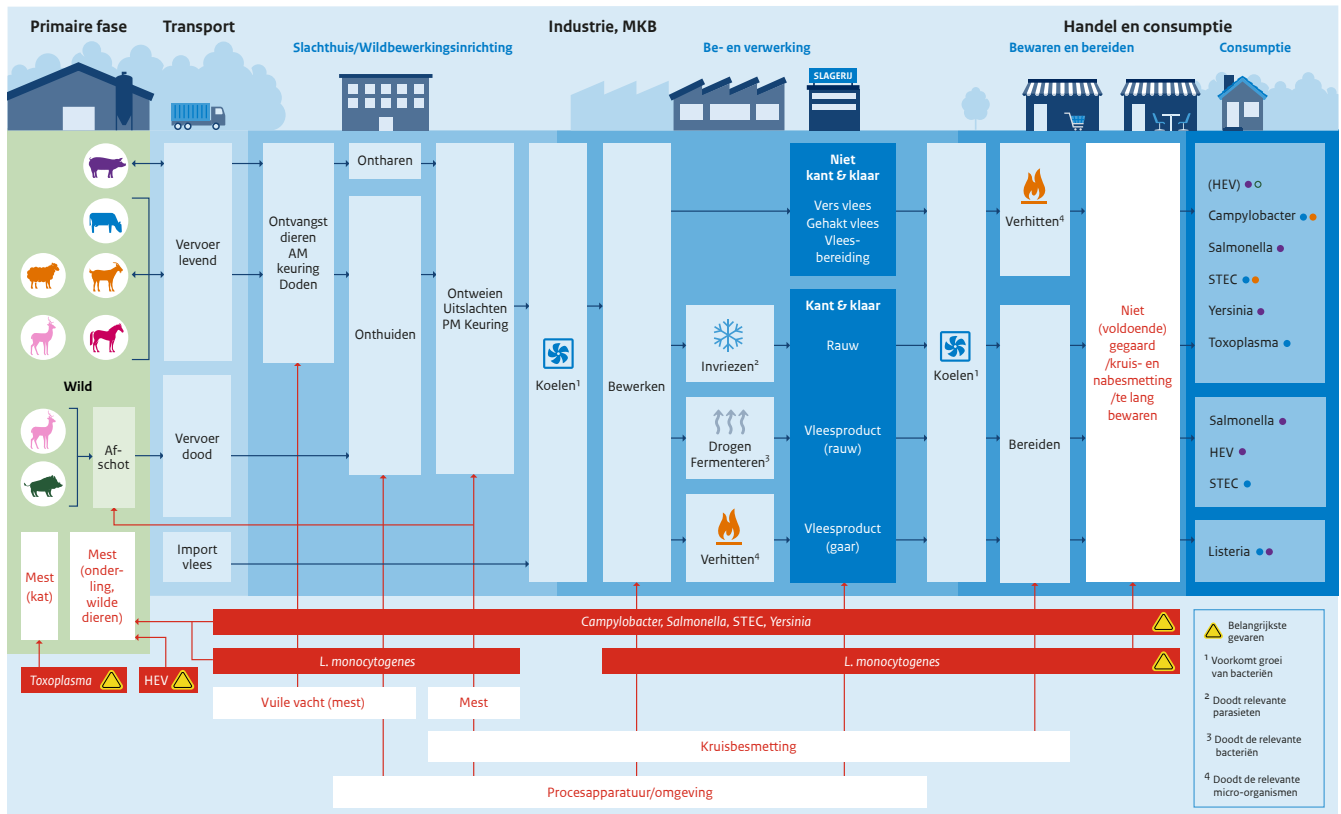 Primaire fase
Transport
Industrie, MKB
Handel en consumptie
Slachthuis/Wildbewerkingsinrichting
Be- en verwerking
Bewaren en bereiden
Consumptie
SLAGERIJ
Vervoer
levend
Ontvangst
dieren
AM
keuring
Doden
Ontharen
Onthuiden
Ontweien
Uitslachten
PM Keuring
Koelen¹
Bewerken
Niet
kant & klaar
Vers vlees
Gehakt vlees
Vlees-
bereiding
Kant & klaar
Rauw
Vleesproduct
(rauw)
Vleesproduct
(gaar)
Invriezen²
Drogen
Fermenteren³
Verhitten⁴
Koelen¹
Verhitten⁴
Bereiden
Niet
(voldoende)
gegaard
/kruis- en
nabesmetting
/te lang
bewaren
(HEV)
Campylobacter
Salmonella
STEC
Yersinia
Toxoplasma
Salmonella
HEV
STEC
Listeria
Wild
Af-
schot
Vervoer
dood
Import
vlees
Mest
(kat)
Mest
(onder-
ling,
wilde
dieren)
Toxoplasma
HEV
Campylobacter, Salmonella, STEC, Yersinia
L. monocytogenes
L. monocytogenes
Vuile vacht (mest)
Mest
Kruisbesmetting
Procesapparatuur/omgeving
Belangrijkste
gevaren
¹ Voorkomt groei
van bacteriën
² Doodt relevante
parasieten
³ Doodt de relevante
bacteriën
⁴ Doodt de relevante
micro-organismen